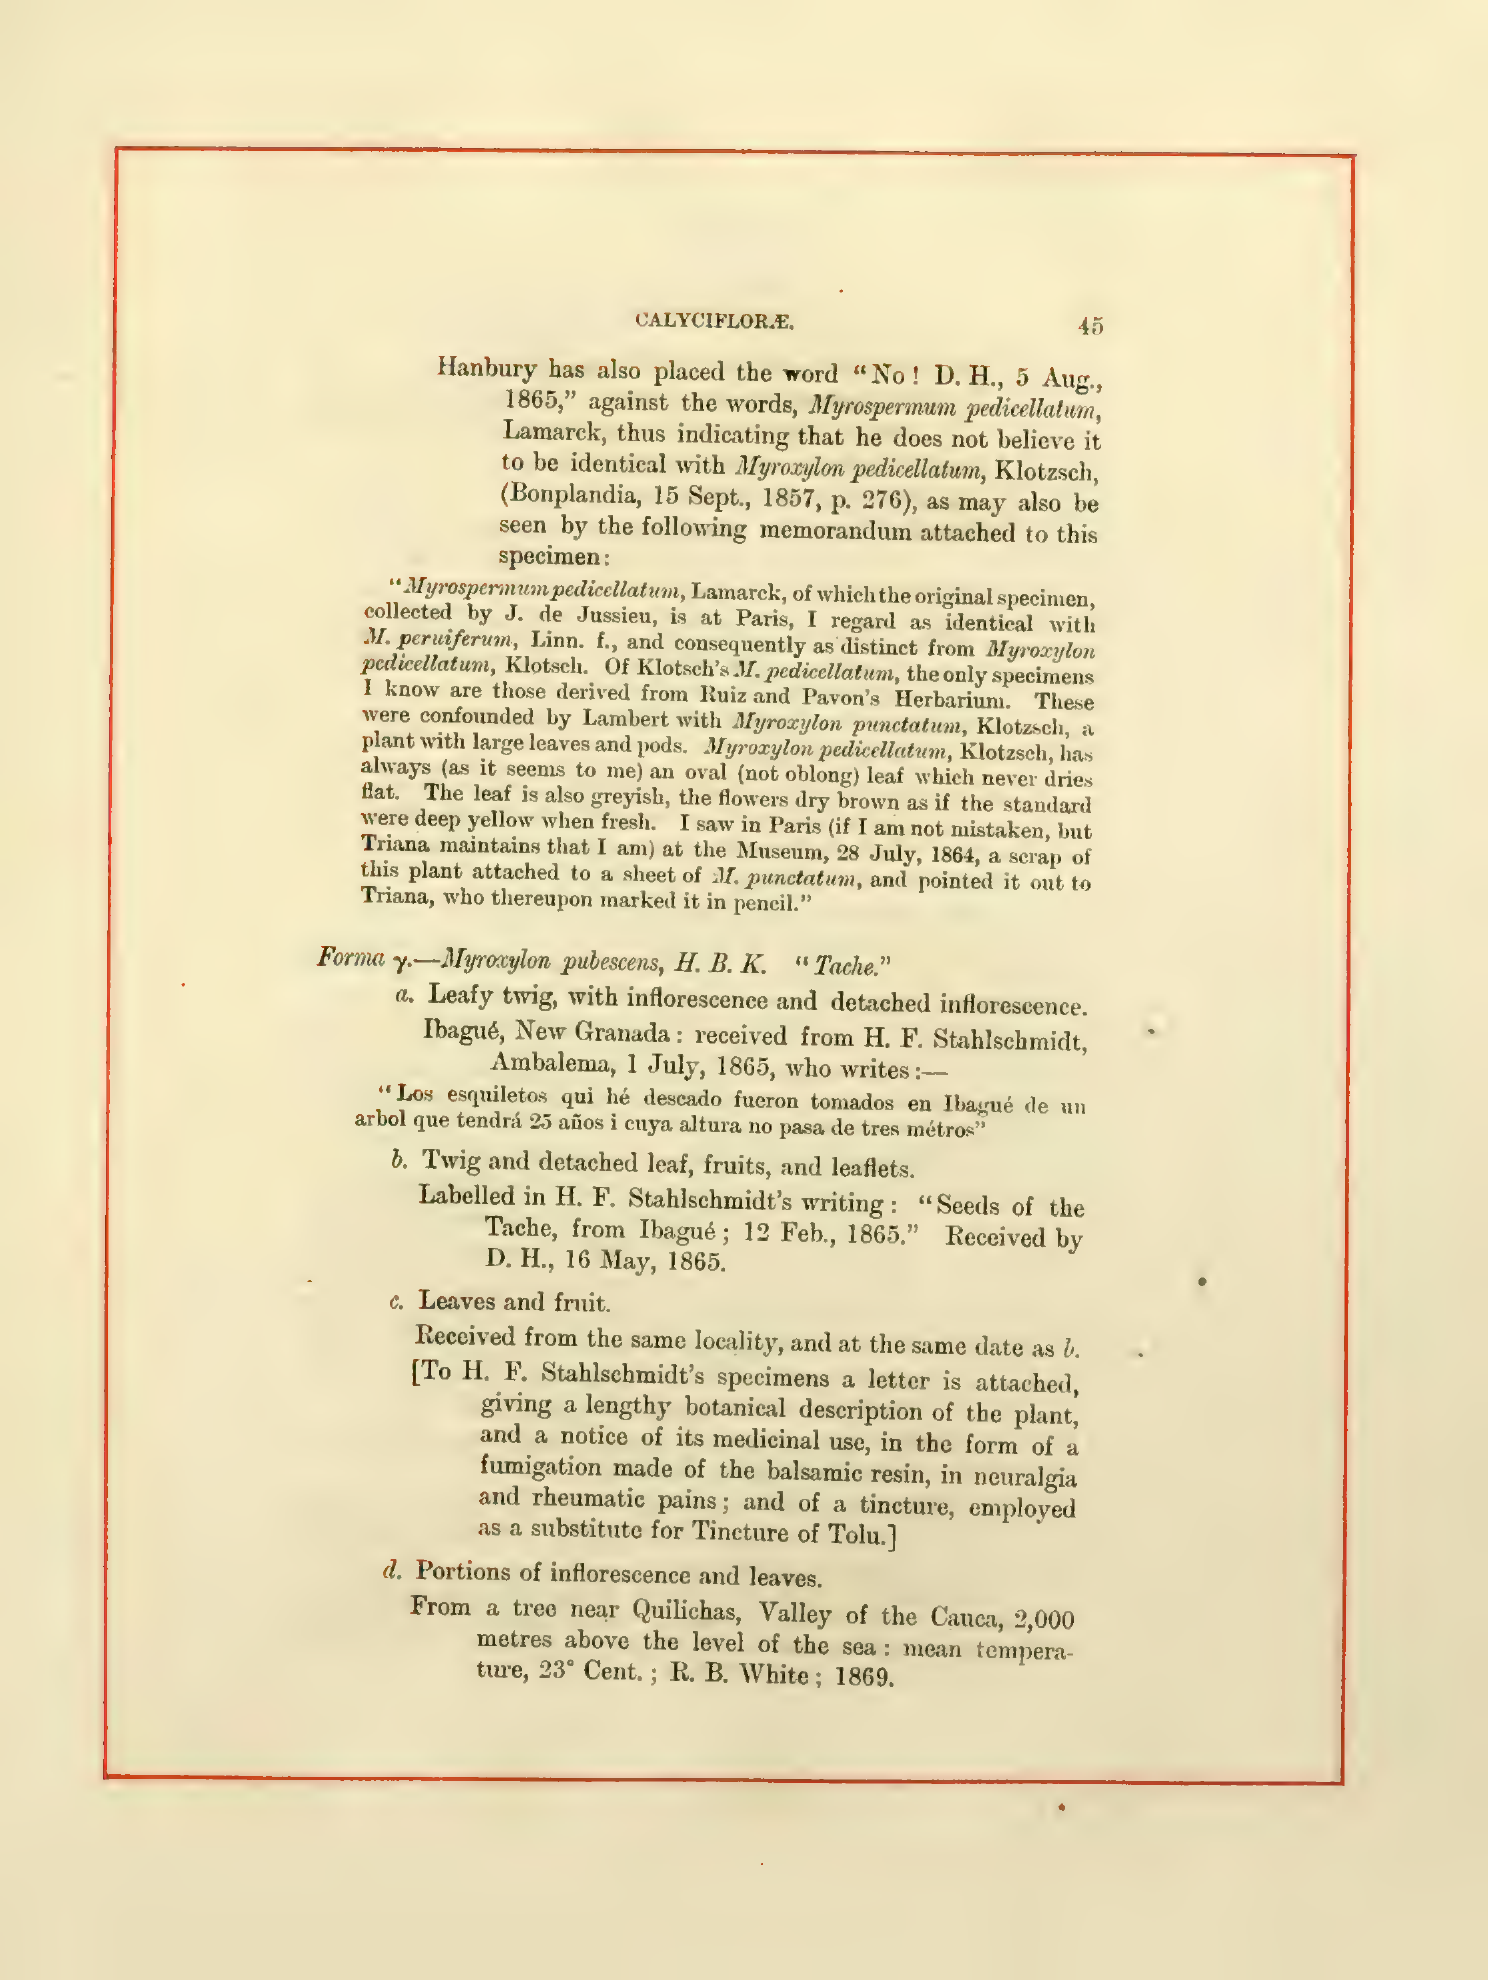 CALYCIFLORÆ. 45
Hanbury has also placed the word “No! D. H., 5 Aug.,
1865,” against the words, Myrospermum pedicellatum,
Lamarck, thus indicating that he does not believe it
to be identical with Myroxylon pedicellatum, Klotzsch,
(Bonplandia, 15 Sept., 1857, p. 276), as may also be
seen by the following memorandum attached to this
specimen:
“Myrospermum pedicellatum, Lamarck, of which the original specimen,
collected by J. de Jussieu, is at Paris, I regard as identical with
M. peruiferum, Linn. f., and consequently as distinct from Myroxylon
pedicellatum, Klotsch. Of Klotsch’s M. pedicellatum, the only specimens
I know are those derived from Ruiz and Pavon’s Herbarium. These
were confounded by Lambert with Myroxylon punctatum, Klotzsch, a
plant with large leaves and pods. Myroxylon pedicellatum, Klotzsch, has
always (as it seems to me) an oval (not oblong) leaf which never dries
flat. The leaf is also greyish, the flowers dry brown as if the standard
were deep yellow when fresh. I saw in Paris (if I am not mistaken, but
Triana maintains that I am) at the Museum, 28 July, 1864, a scrap of
this plant attached to a sheet of M. punctatum, and pointed it out to
Triana, who thereupon marked it in pencil.”
Forma γ.—Myroxylon pubescens, H. B. K. “Tache.”
a. Leafy twig, with inflorescence and detached inflorescence.
Ibagué, New Granada: received from H. F. Stahlschmidt,
Ambalema, 1 July, 1865, who writes:—
“Los esquiletos qui hé descado fueron tomados en Ibagué de un
arbol que tendrá 25 años i cuya altura no pasa de tres métros”
b. Twig and detached leaf, fruits, and leaflets.
Labelled in H. F. Stahlschmidt’s writing: “Seeds of the
Tache, from Ibagué; 12 Feb., 1865.” Received by
D. H., 16 May, 1865.
c. Leaves and fruit.
Received from the same locality, and at the same date as b.
[To H. F. Stahlschmidt’s specimens a letter is attached,
giving a lengthy botanical description of the plant,
and a notice of its medicinal use, in the form of a
fumigation made of the balsamic resin, in neuralgia
and rheumatic pains; and of a tincture, employed
as a substitute for Tincture of Tolu.]
d. Portions of inflorescence and leaves.
From a tree near Quilichas, Valley of the Cauca, 2,000
metres above the level of the sea: mean tempera-
ture, 23° Cent.; R. B. White; 1869.